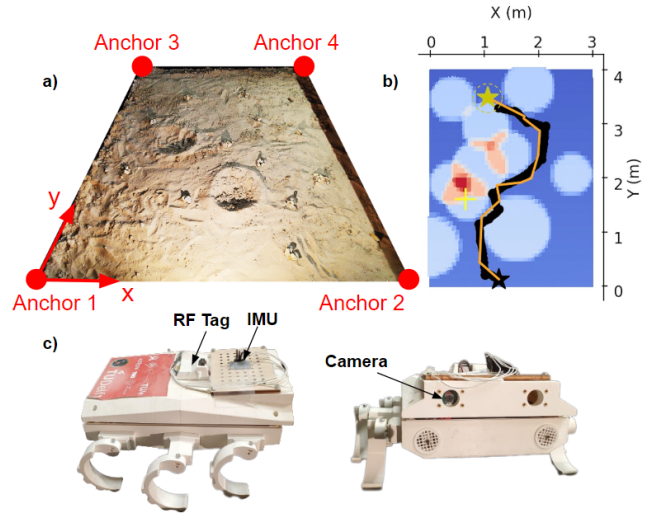 X (m)
Anchor 3
Anchor 4
0
1
2
3
a)
b)
4
3
2
1
0
Y (m)
y
x
Anchor 1
Anchor 2
c)
RF Tag
IMU
Camera
TUDelft